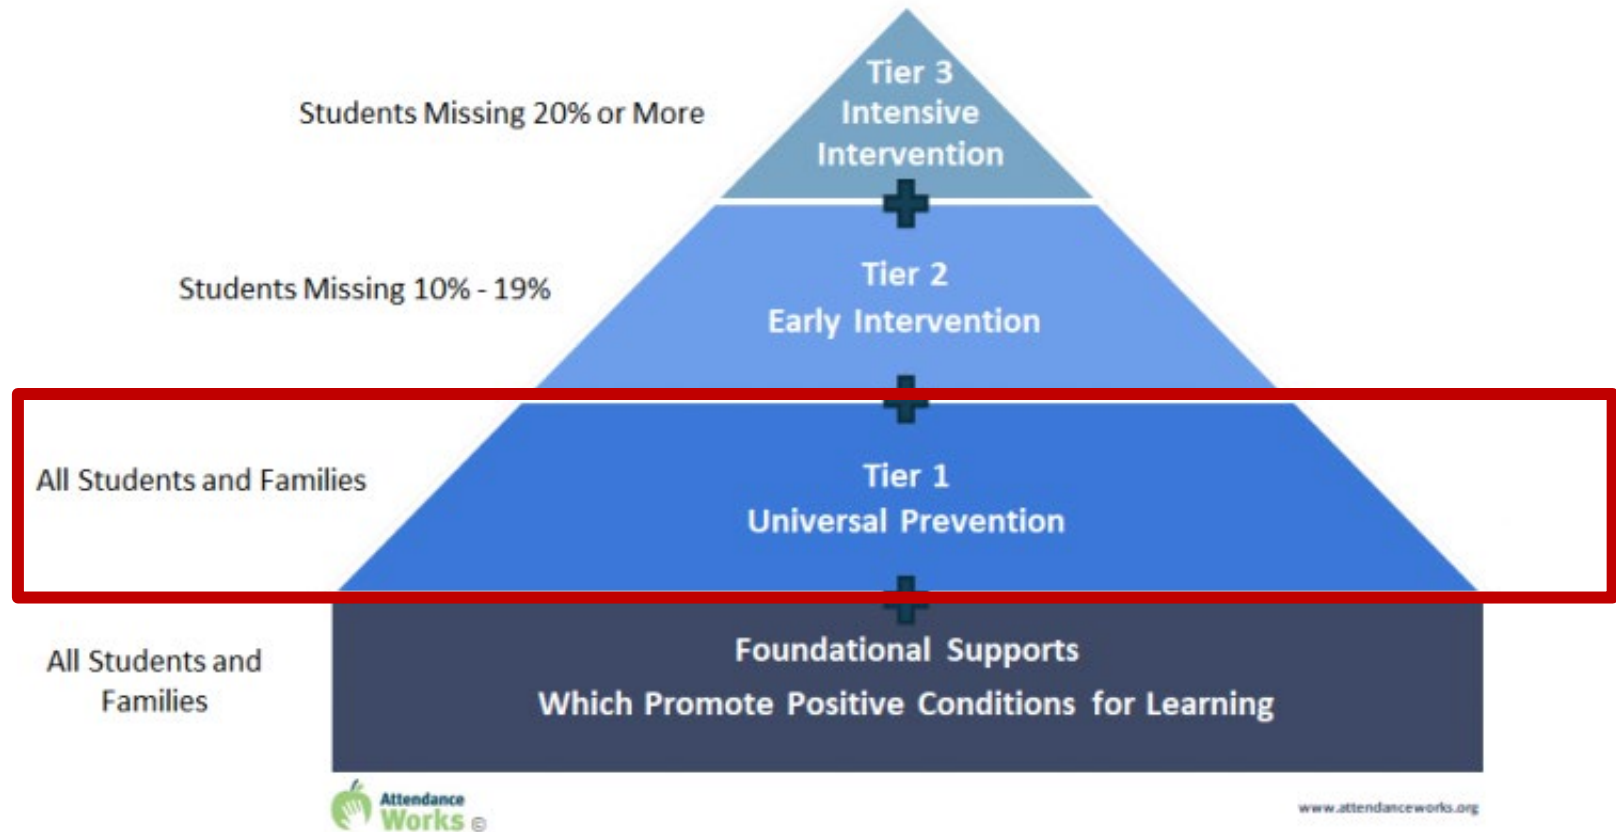 Tier 3
Intensive
Intervention
Students Missing 20% or More
Tier 2
Early Intervention
Students Missing 10% - 19%
Tier 1
Universal Prevention
All Students and Families
Foundational Supports
Which Promote Positive Conditions for Learning
All Students and
Families
Attendance
Works ©
www.attendanceworks.org